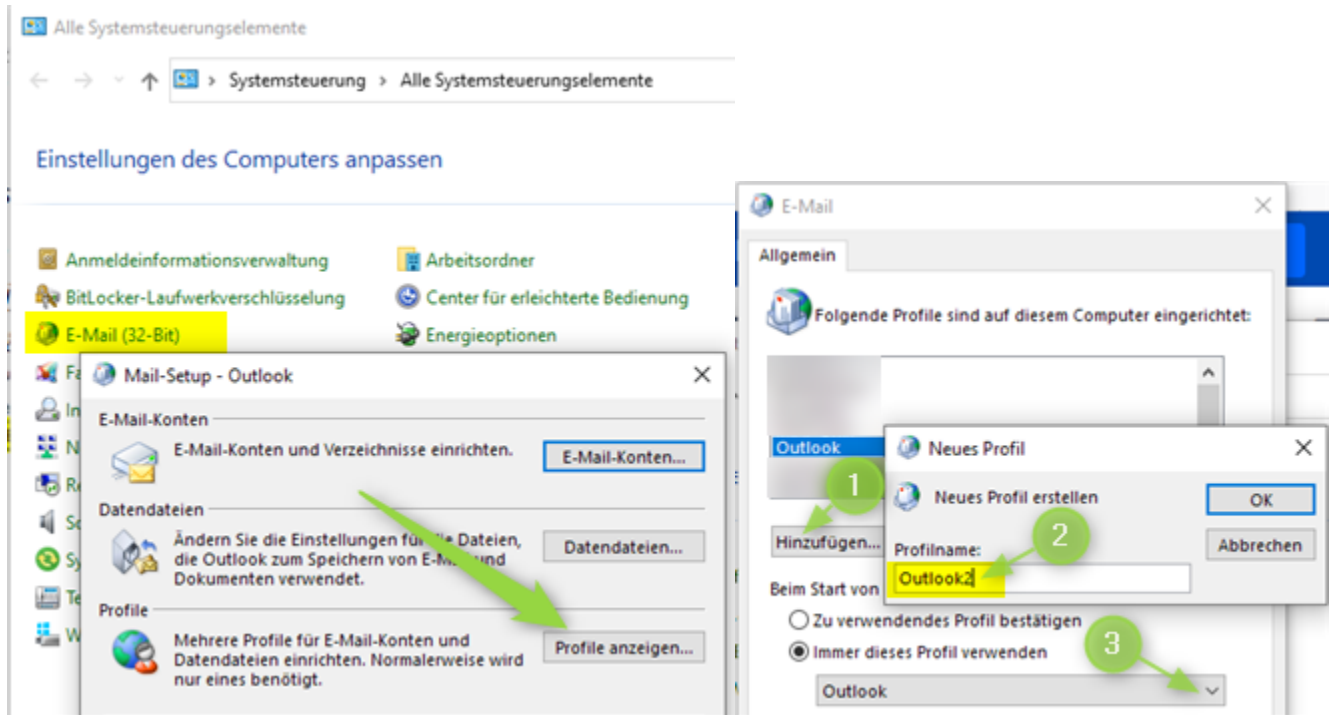 Alle Systemsteuerungselemente
Systemsteuerung > Alle Systemsteuerungselemente
Einstellungen des Computers anpassen
Anmeldeinformationsverwaltung
Arbeitsordner
BitLocker-Laufwerkverschlüsselung
Center für erleichterte Bedienung
E-Mail (32-Bit)
Energieoptionen
Mail-Setup - Outlook
E-Mail-Konten
E-Mail-Konten und Verzeichnisse einrichten.
E-Mail-Konten...
Datendateien
Ändern Sie die Einstellungen für die Dateien,
die Outlook zum Speichern von E-Mail und
Dokumenten verwendet.
Datendateien...
Profile
Mehrere Profile für E-Mail-Konten und
Datendateien einrichten. Normalerweise wird
nur eines benötigt.
Profile anzeigen...
E-Mail
Allgemein
Folgende Profile sind auf diesem Computer eingerichtet:
Outlook
1
Hinzufügen...
Neues Profil
Neues Profil erstellen
OK
2
Profilname:
Abbrechen
Outlook2
Beim Start von
Zu verwendendes Profil bestätigen
Immer dieses Profil verwenden
3
Outlook